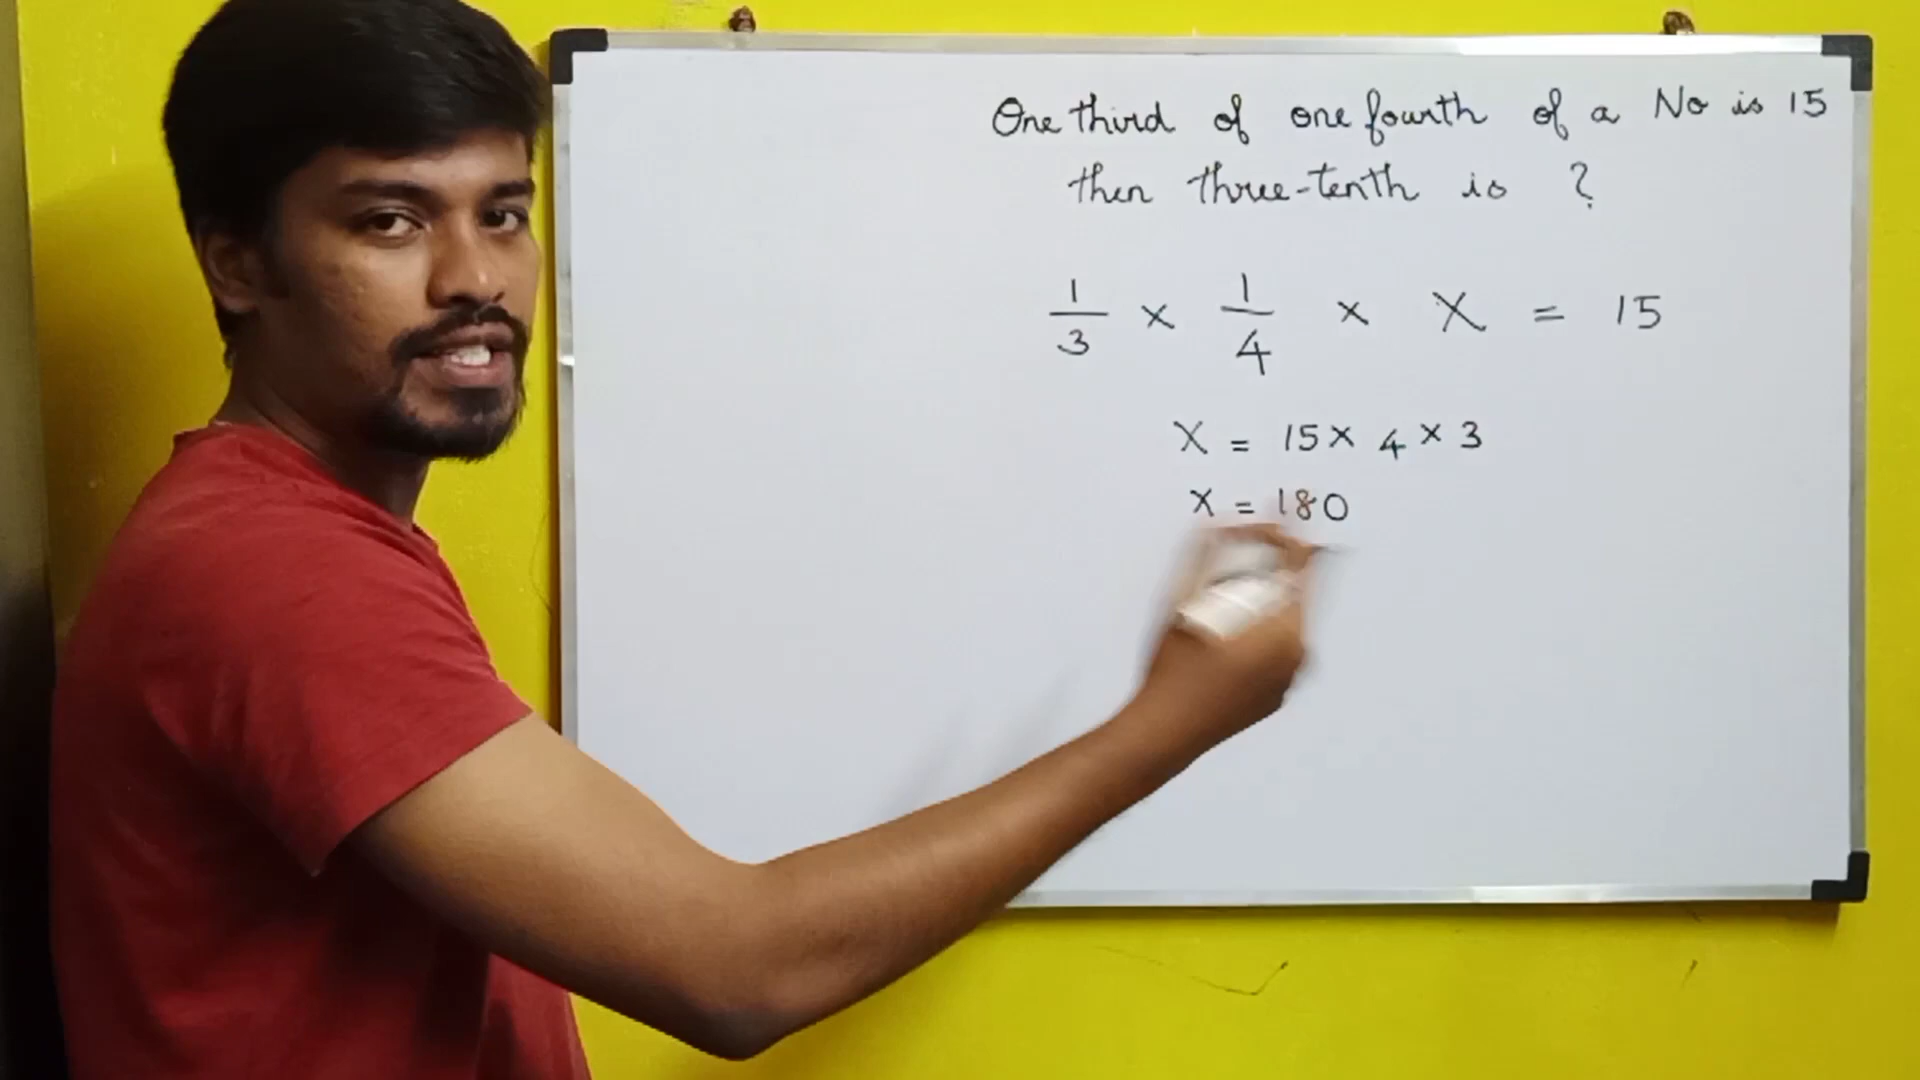 One third of one fourth of a No is 15
then three-tenth is ?
1/3 × 1/4 × X = 15
X = 15 × 4 × 3
X = 180